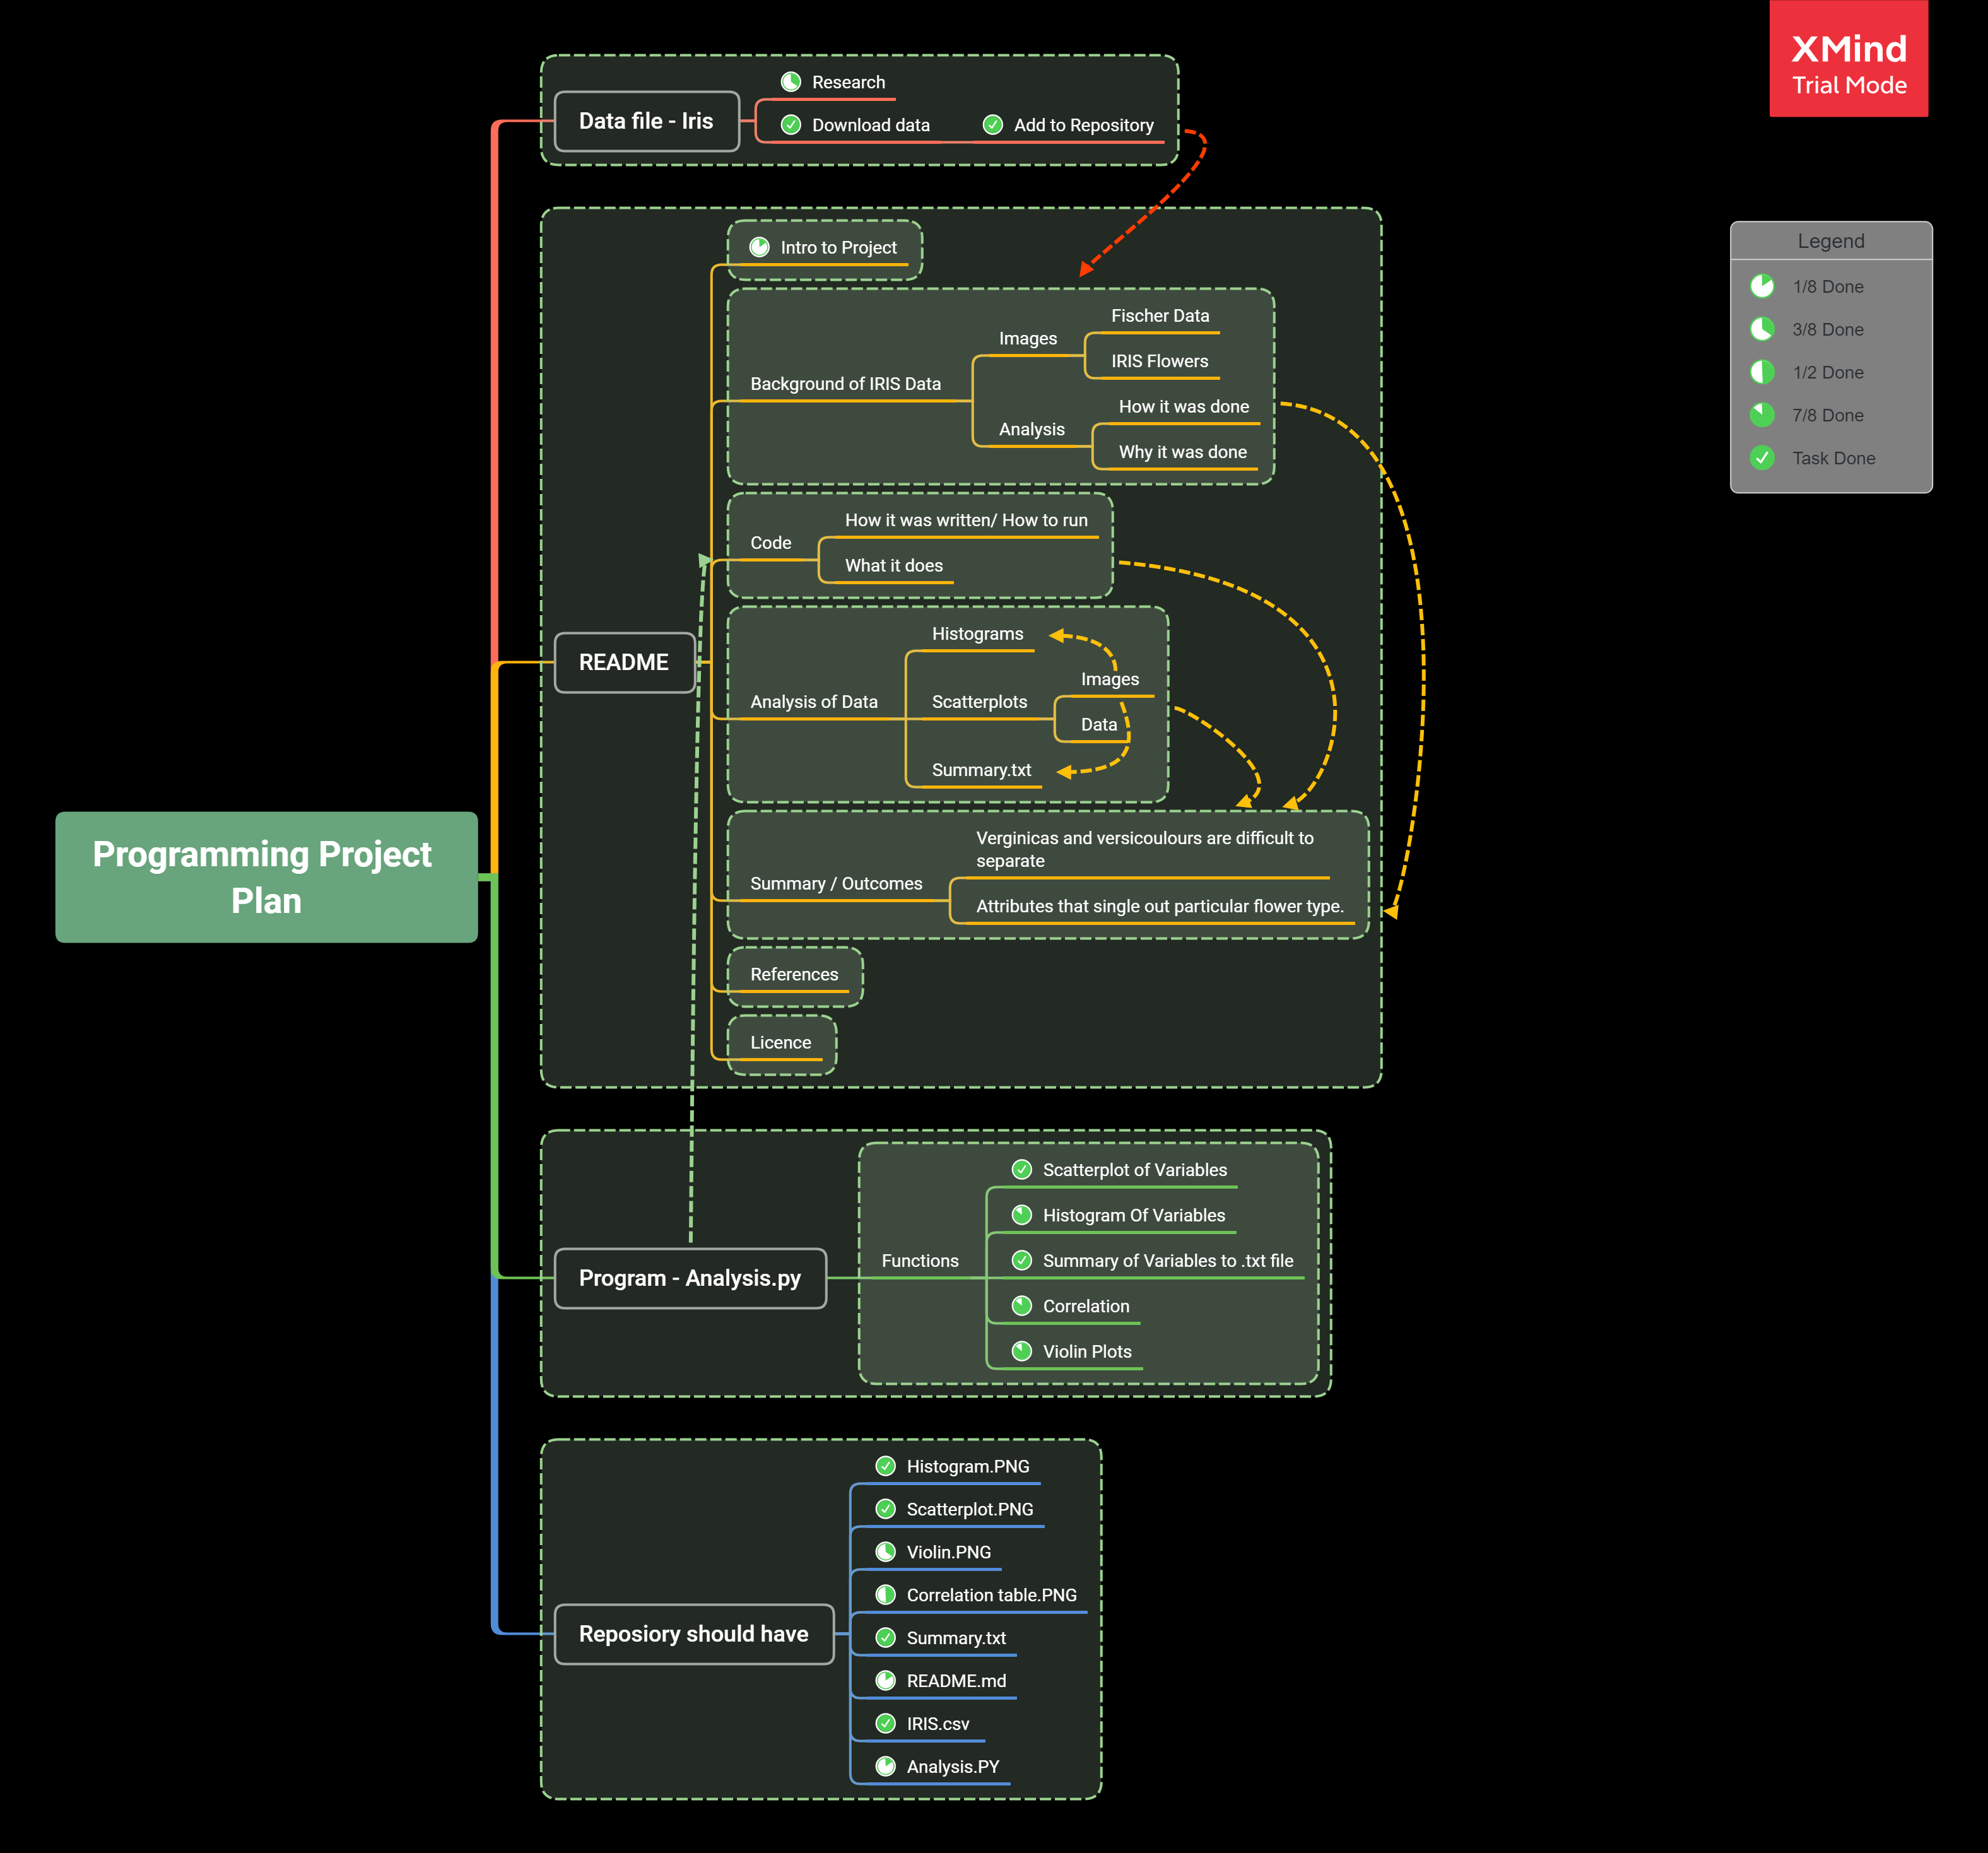 XMind
Trial Mode
Research
Data file - Iris
Download data
Add to Repository
Legend
1/8 Done
3/8 Done
1/2 Done
7/8 Done
Task Done
Intro to Project
Background of IRIS Data
Images
Fischer Data
IRIS Flowers
Analysis
How it was done
Why it was done
Code
How it was written/ How to run
What it does
README
Analysis of Data
Histograms
Scatterplots
Images
Data
Summary.txt
Programming Project
Plan
Summary / Outcomes
Verginicas and versicoulours are difficult to
separate
Attributes that single out particular flower type.
References
Licence
Program - Analysis.py
Functions
Scatterplot of Variables
Histogram Of Variables
Summary of Variables to .txt file
Correlation
Violin Plots
Reposiory should have
Histogram.PNG
Scatterplot.PNG
Violin.PNG
Correlation table.PNG
Summary.txt
README.md
IRIS.csv
Analysis.PY